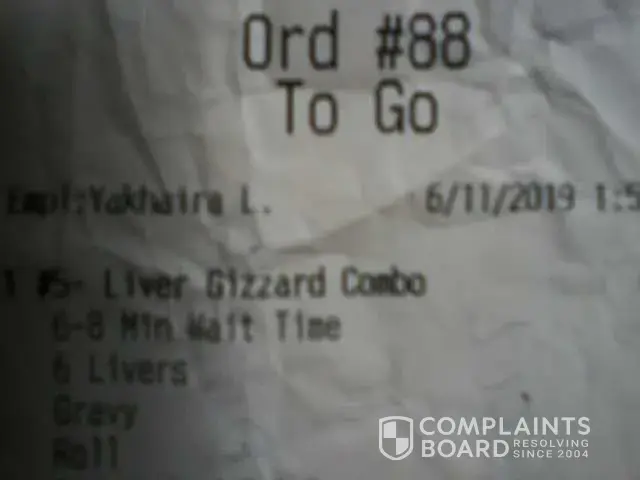 Ord #88
To Go
Empl:Yakhaira L. 6/11/2019 1:5
1 #5- Liver Gizzard Combo
6-8 Min Wait Time
6 Livers
Gravy
Roll
COMPLAINTS
BOARD RESOLVING
SINCE 2004